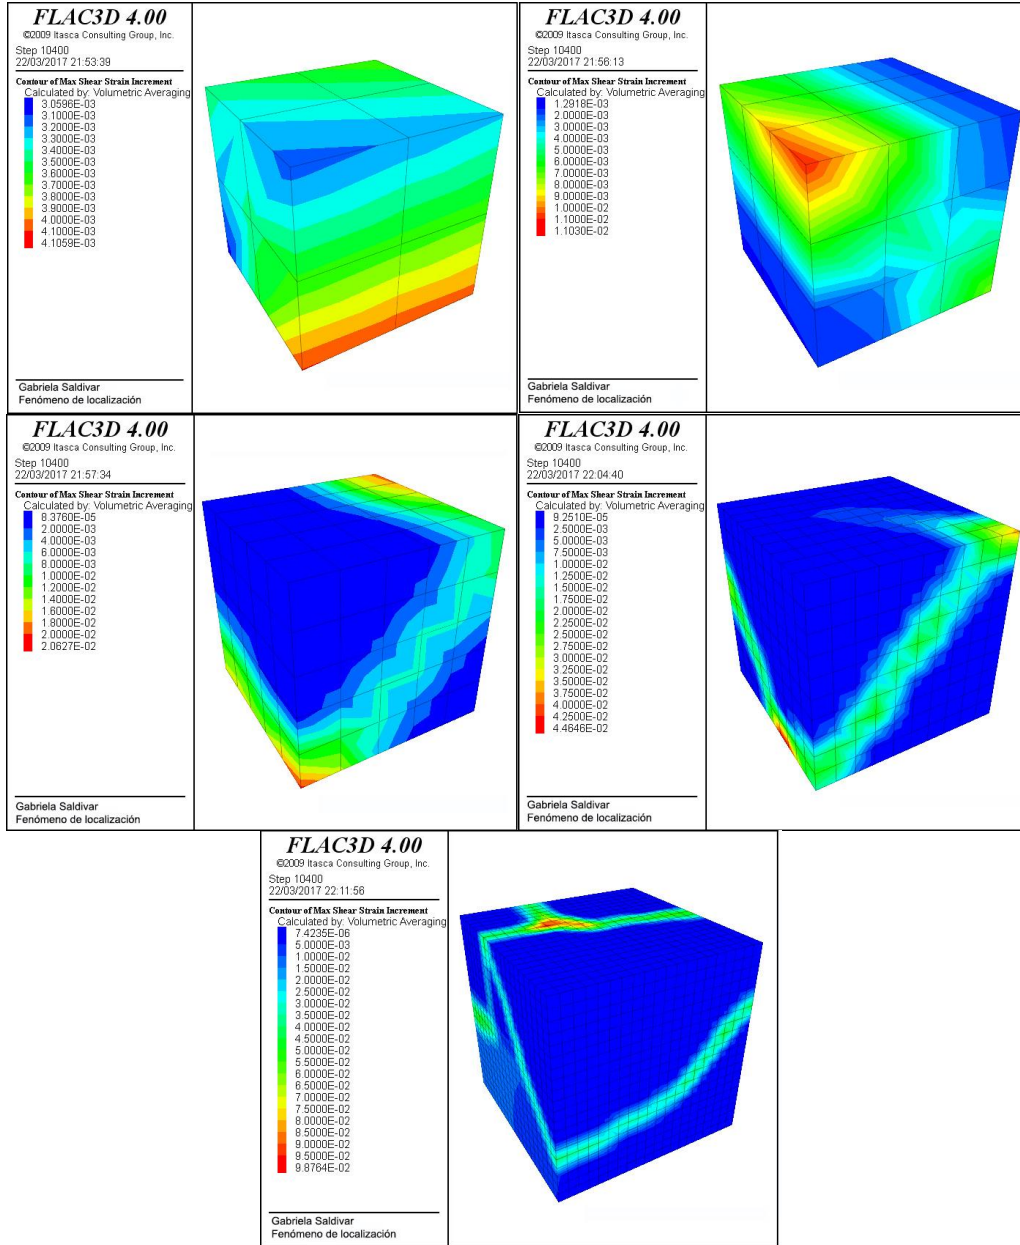 FLAC3D 4.00
©2009 Itasca Consulting Group, Inc.
Step 10400
22/03/2017 21:53:39
Contour of Max Shear Strain Increment
Calculated by: Volumetric Averaging
3.0596E-03
3.1000E-03
3.2000E-03
3.3000E-03
3.4000E-03
3.5000E-03
3.6000E-03
3.7000E-03
3.8000E-03
3.9000E-03
4.0000E-03
4.1000E-03
4.1059E-03
Gabriela Saldivar
Fenómeno de localización
FLAC3D 4.00
©2009 Itasca Consulting Group, Inc.
Step 10400
22/03/2017 21:56:13
Contour of Max Shear Strain Increment
Calculated by: Volumetric Averaging
1.2918E-03
2.0000E-03
3.0000E-03
4.0000E-03
5.0000E-03
6.0000E-03
7.0000E-03
8.0000E-03
9.0000E-03
1.0000E-02
1.1000E-02
1.1030E-02
Gabriela Saldivar
Fenómeno de localización
FLAC3D 4.00
©2009 Itasca Consulting Group, Inc.
Step 10400
22/03/2017 21:57:34
Contour of Max Shear Strain Increment
Calculated by: Volumetric Averaging
8.3760E-05
2.0000E-03
4.0000E-03
6.0000E-03
8.0000E-03
1.0000E-02
1.2000E-02
1.4000E-02
1.6000E-02
1.8000E-02
2.0000E-02
2.0627E-02
Gabriela Saldivar
Fenómeno de localización
FLAC3D 4.00
©2009 Itasca Consulting Group, Inc.
Step 10400
22/03/2017 22:04:40
Contour of Max Shear Strain Increment
Calculated by: Volumetric Averaging
9.2510E-05
2.5000E-03
5.0000E-03
7.5000E-03
1.0000E-02
1.2500E-02
1.5000E-02
1.7500E-02
2.0000E-02
2.2500E-02
2.5000E-02
2.7500E-02
3.0000E-02
3.2500E-02
3.5000E-02
3.7500E-02
4.0000E-02
4.2500E-02
4.4646E-02
Gabriela Saldivar
Fenómeno de localización
FLAC3D 4.00
©2009 Itasca Consulting Group, Inc.
Step 10400
22/03/2017 22:11:56
Contour of Max Shear Strain Increment
Calculated by: Volumetric Averaging
7.4235E-06
5.0000E-03
1.0000E-02
1.5000E-02
2.0000E-02
2.5000E-02
3.0000E-02
3.5000E-02
4.0000E-02
4.5000E-02
5.0000E-02
5.5000E-02
6.0000E-02
6.5000E-02
7.0000E-02
7.5000E-02
8.0000E-02
8.5000E-02
9.0000E-02
9.5000E-02
9.8764E-02
Gabriela Saldivar
Fenómeno de localización